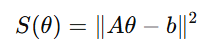 S(θ) = ‖Aθ − b‖²